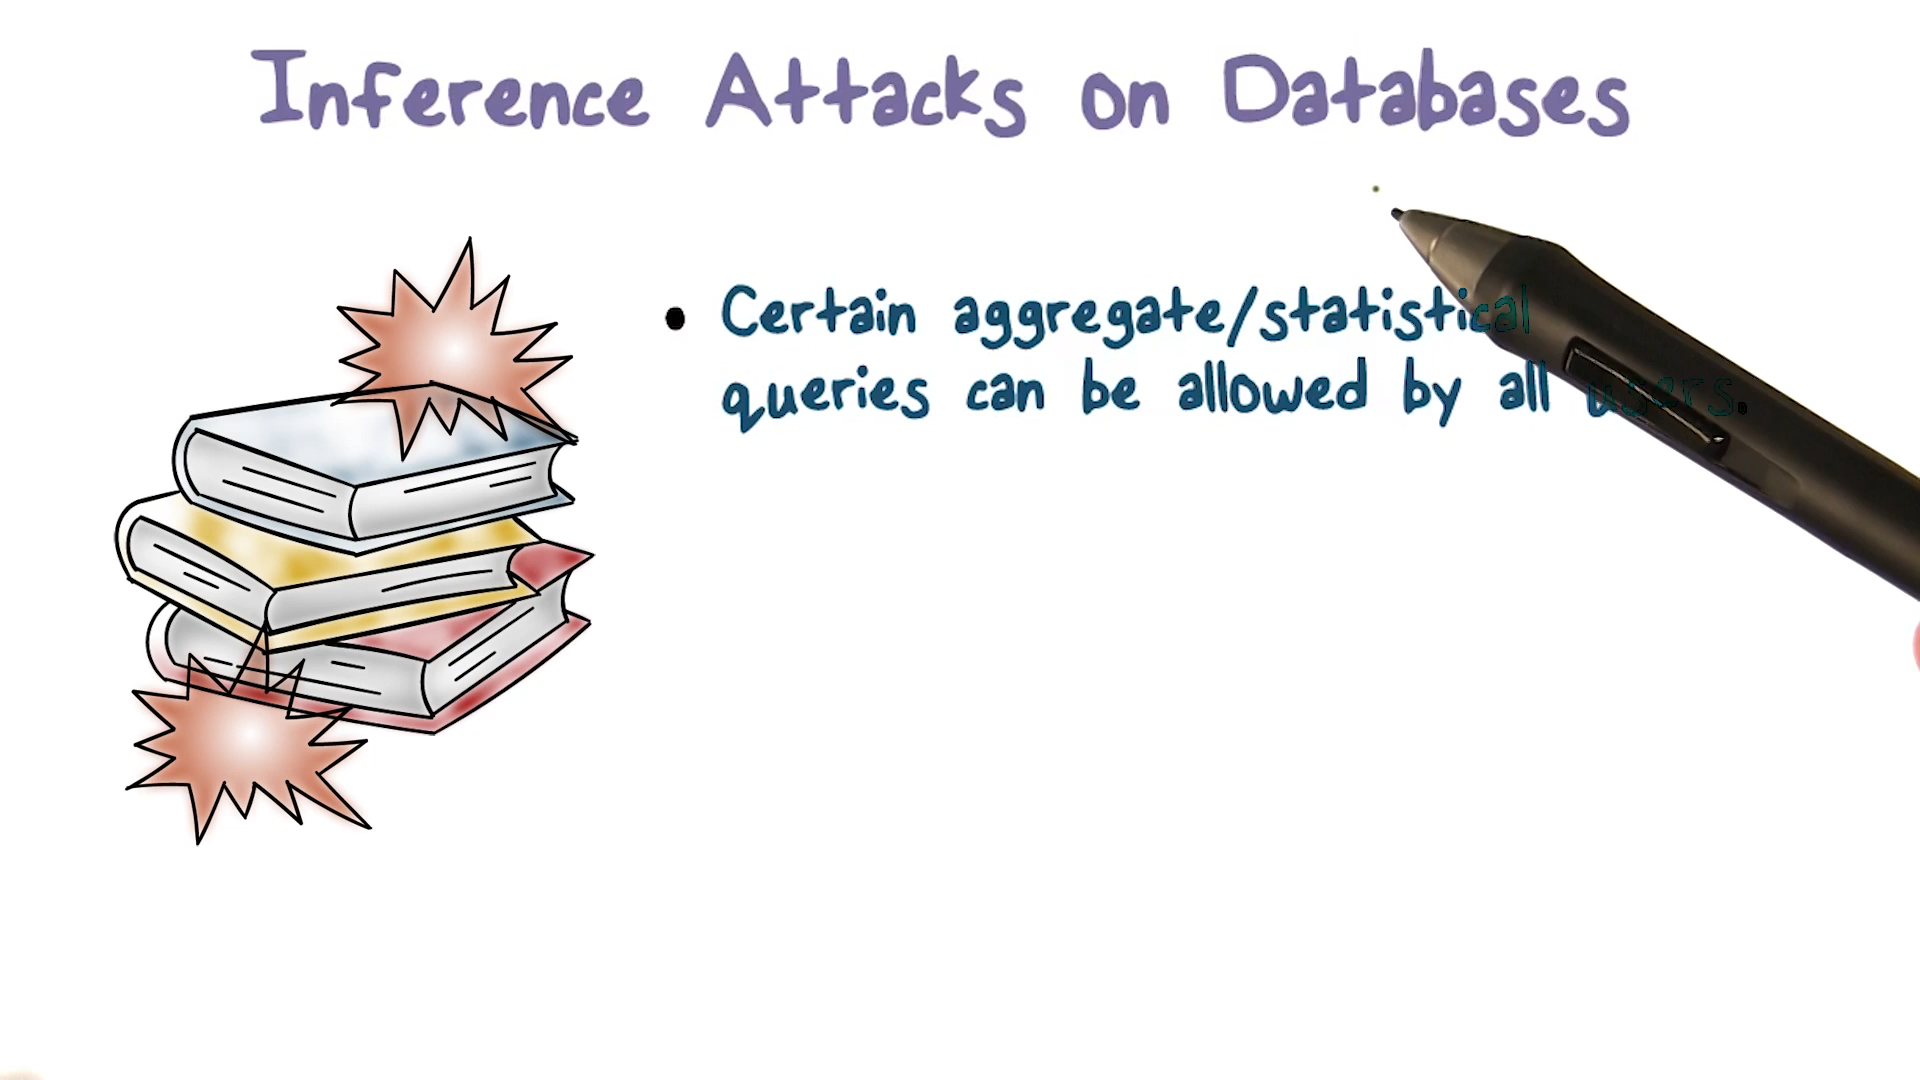 Inference Attacks on Databases
• Certain aggregate/statistical
queries can be allowed by all users.